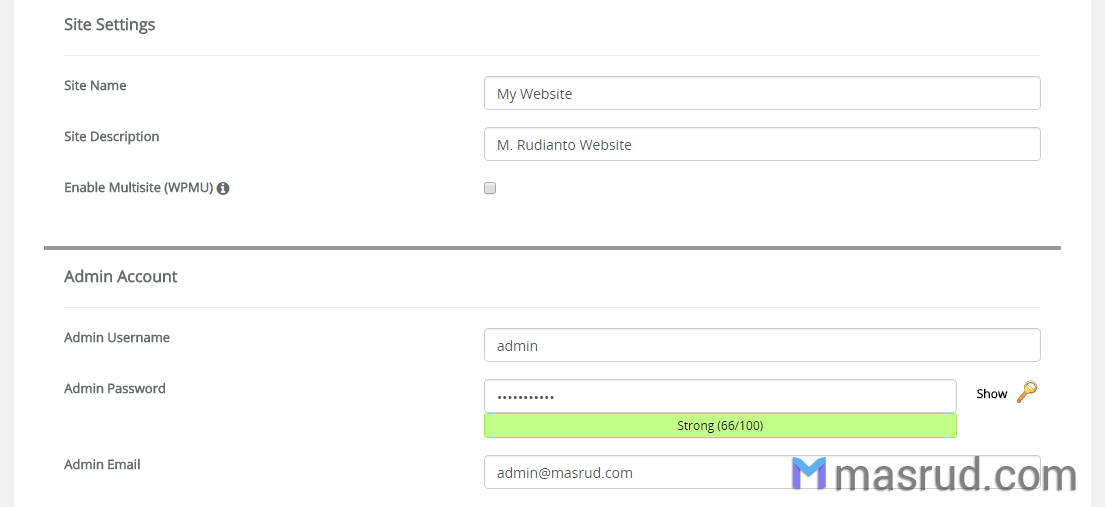 Site Settings
Site Name
My Website
Site Description
M. Rudianto Website
Enable Multisite (WPMU)
Admin Account
Admin Username
admin
Admin Password
•••••••••••
Show
Strong (66/100)
Admin Email
admin@masrud.com
masrud.com